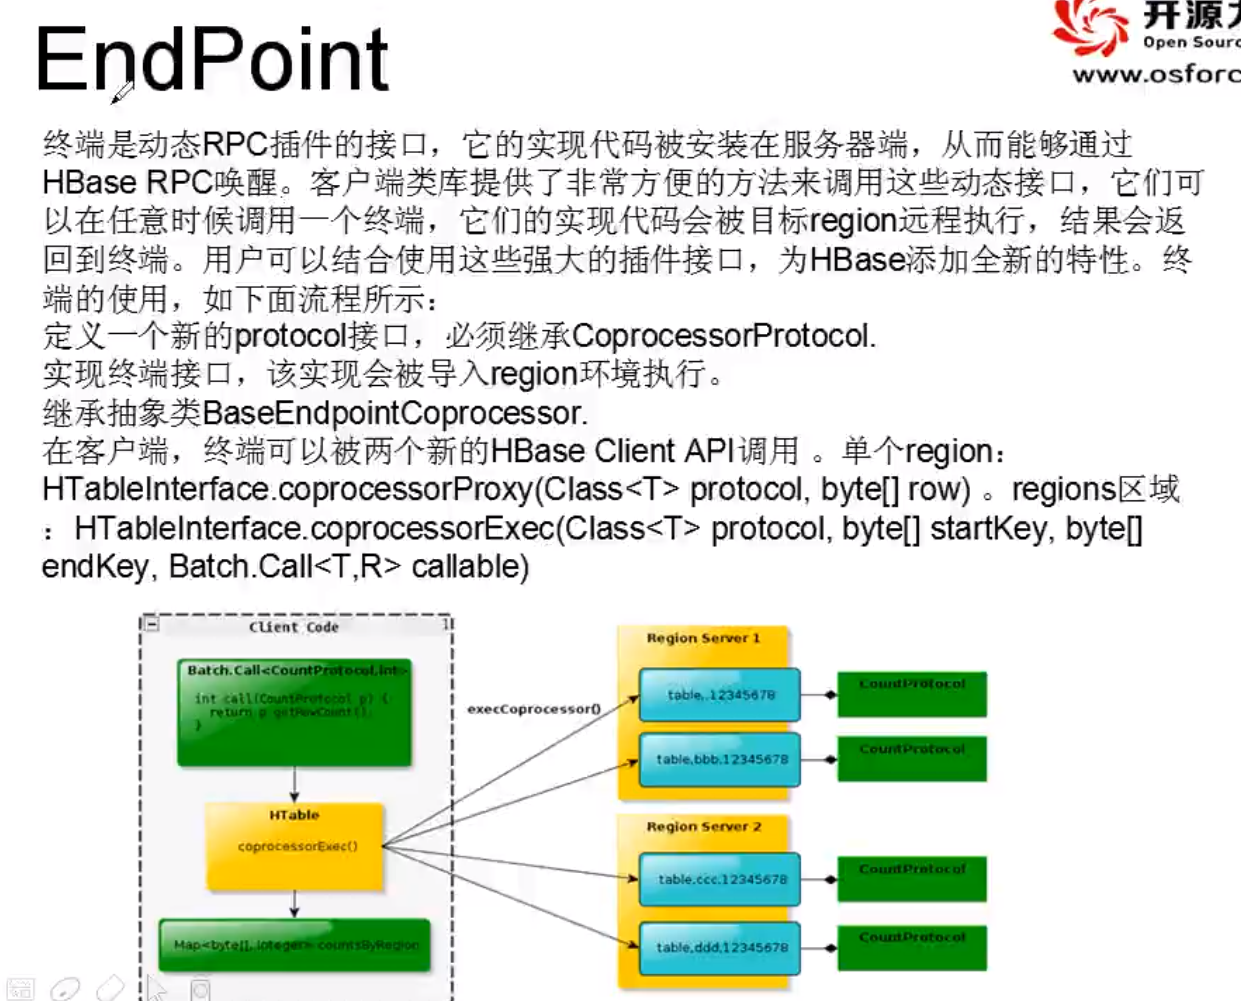 EndPoint
开源力
Open Sourc
www.osforc
终端是动态RPC插件的接口，它的实现代码被安装在服务器端，从而能够通过
HBase RPC唤醒。客户端类库提供了非常方便的方法来调用这些动态接口，它们可
以在任意时候调用一个终端，它们的实现代码会被目标region远程执行，结果会返
回到终端。用户可以结合使用这些强大的插件接口，为HBase添加全新的特性。终
端的使用，如下面流程所示：
定义一个新的protocol接口，必须继承CoprocessorProtocol.
实现终端接口，该实现会被导入region环境执行。
继承抽象类BaseEndpointCoprocessor.
在客户端，终端可以被两个新的HBase Client API调用 。单个region：
HTableInterface.coprocessorProxy(Class<T> protocol, byte[] row) 。regions区域
：HTableInterface.coprocessorExec(Class<T> protocol, byte[] startKey, byte[]
endKey, Batch.Call<T,R> callable)
Client Code
1
Batch.Call<CountProtocol,Int>
int call(CountProtocol p) {
return p.getRowCount();
}
HTable
coprocessorExec()
Map<byte[], Integer> countsByRegion
execCoprocessor()
Region Server 1
table,,12345678
CountProtocol
table,bbb,12345678
CountProtocol
Region Server 2
table,ccc,12345678
CountProtocol
table,ddd,12345678
CountProtocol